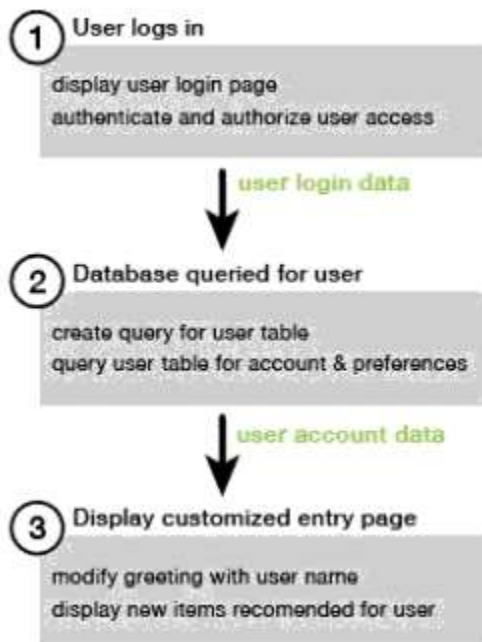 1 User logs in
display user login page
authenticate and authorize user access
user login data
2 Database queried for user
create query for user table
query user table for account & preferences
user account data
3 Display customized entry page
modify greeting with user name
display new items recomended for user